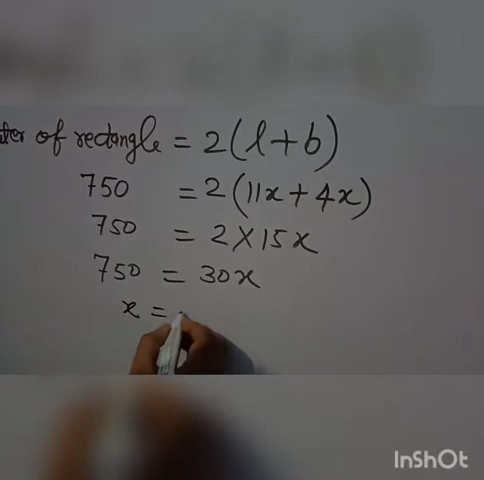 of rectangle = 2(l+b)
750 = 2(11x+4x)
750 = 2×15x
750 = 30x
x =
InShOt